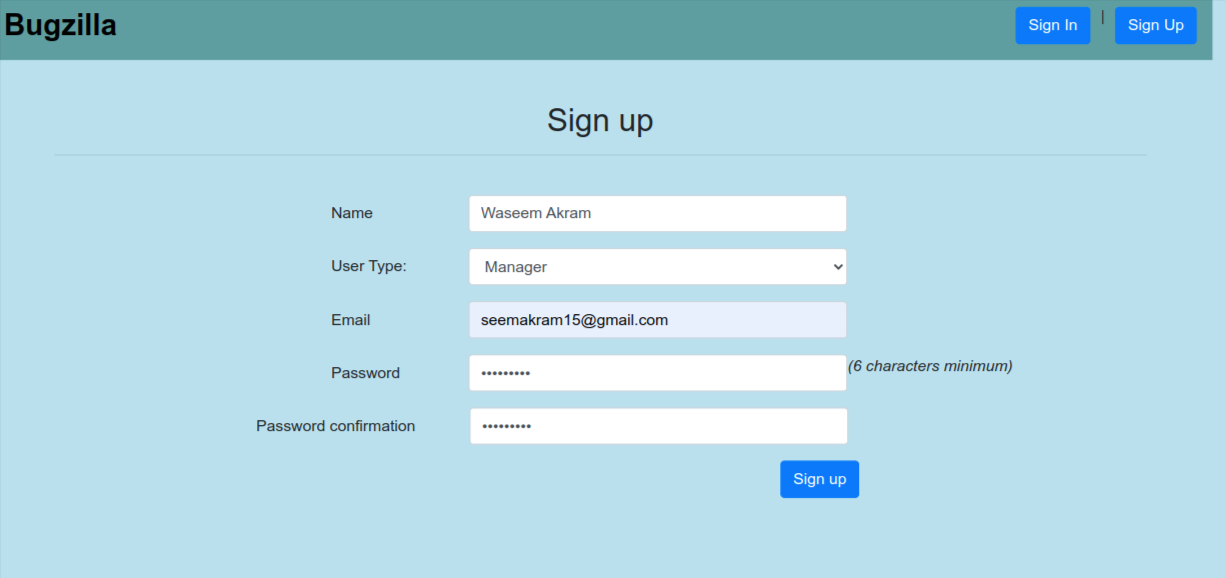 Bugzilla
Sign In | Sign Up
Sign up
Name Waseem Akram
User Type: Manager
Email seemakram15@gmail.com
Password ••••••••• (6 characters minimum)
Password confirmation •••••••••
Sign up